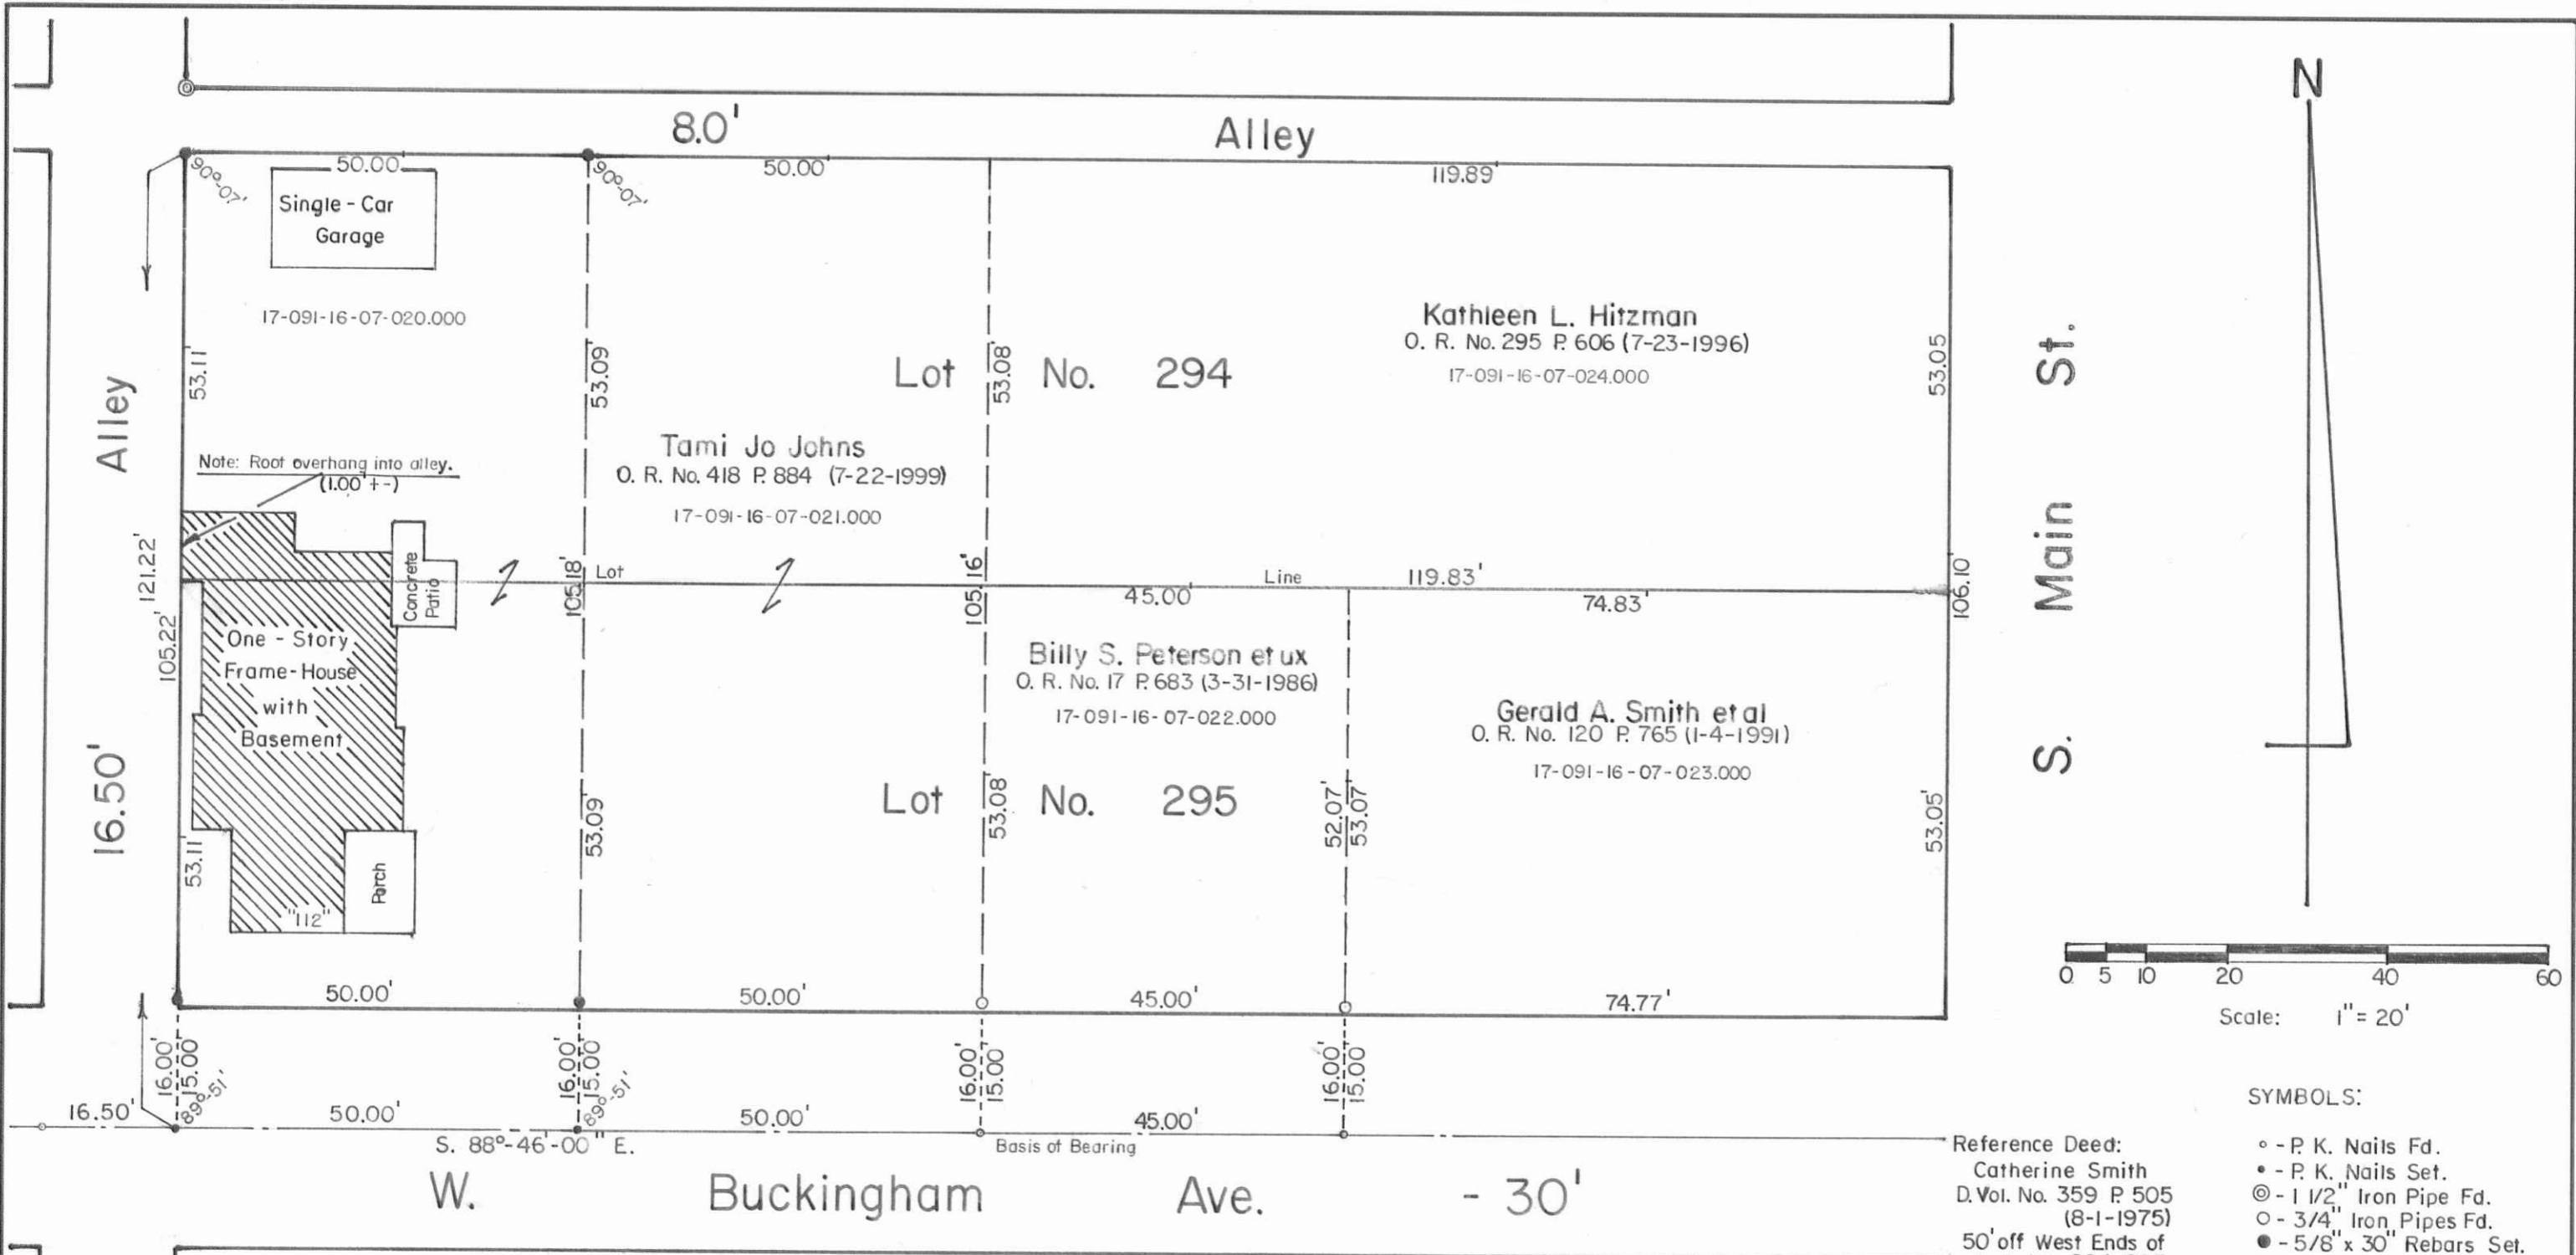 N
8.0'
Alley
50.00
50.00'
119.89'
90°-07'
90°-07'
Single - Car
Garage
17-091-16-07-020.000
Kathleen L. Hitzman
O. R. No. 295 P. 606 (7-23-1996)
17-091-16-07-024.000
53.11'
53.09'
53.08'
53.05
Lot No. 294
Alley
S. Main St.
Tami Jo Johns
O. R. No. 418 P. 884 (7-22-1999)
17-091-16-07-021.000
Note: Roof overhang into alley.
(1.00' + -)
121.22'
105.22'
Concrete
Patio
105.18'
Lot
105.16'
Line
119.83'
45.00'
74.83'
106.10'
One - Story
Frame-House
with
Basement
Billy S. Peterson et ux
O. R. No. 17 P. 683 (3-31-1986)
17-091-16-07-022.000
Gerald A. Smith et al
O. R. No. 120 P. 765 (1-4-1991)
17-091-16-07-023.000
16.50'
Lot No. 295
53.11'
53.09'
53.08'
52.07'
53.07'
53.05'
Porch
"112"
50.00'
50.00'
45.00'
74.77'
0 5 10 20 40 60
Scale: 1" = 20'
16.00'
15.00'
16.00'
15.00'
16.00'
15.00'
16.00'
15.00'
89°-51'
89°-51'
16.50'
50.00'
50.00'
45.00'
S. 88°-46'-00" E.
Basis of Bearing
W. Buckingham Ave. - 30'
Reference Deed:
Catherine Smith
D. Vol. No. 359 P. 505
(8-1-1975)
50' off West Ends of
SYMBOLS:
○ - P. K. Nails Fd.
• - P. K. Nails Set.
◎ - 1 1/2" Iron Pipe Fd.
○ - 3/4" Iron Pipes Fd.
● - 5/8" x 30" Rebars Set.